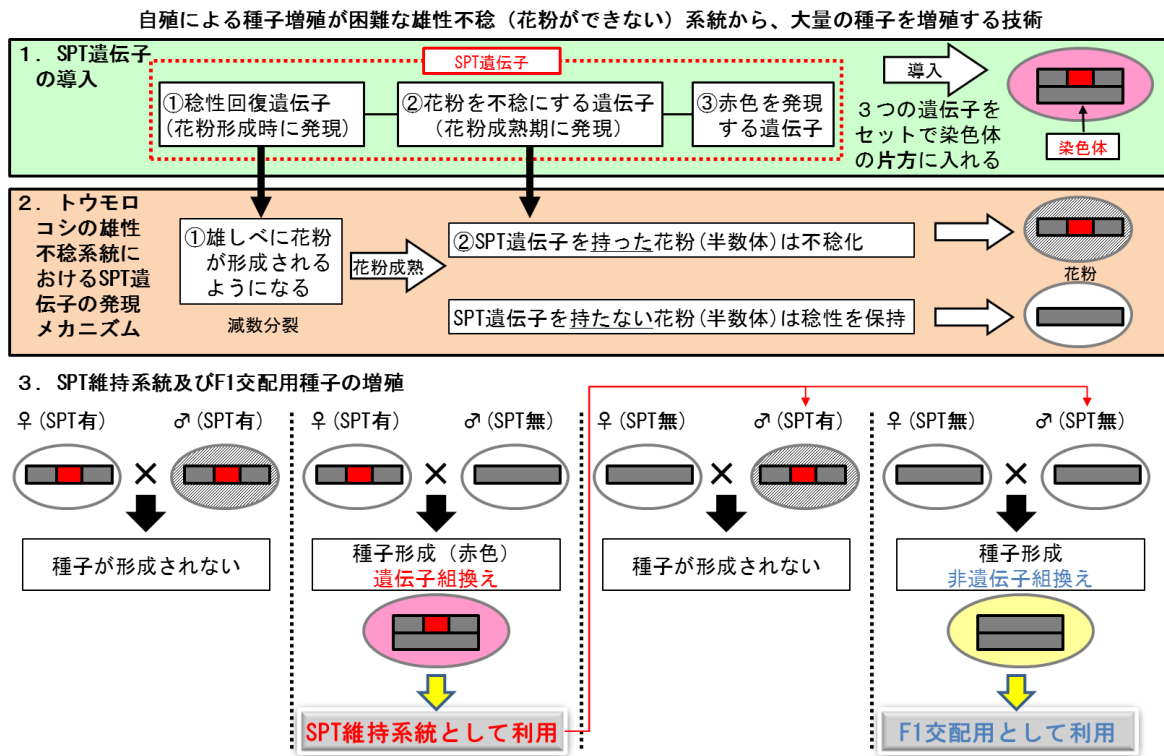 自殖による種子増殖が困難な雄性不稔（花粉ができない）系統から、大量の種子を増殖する技術
１．SPT遺伝子
の導入
SPT遺伝子
①稔性回復遺伝子
(花粉形成時に発現)
②花粉を不稔にする遺伝子
(花粉成熟期に発現)
③赤色を発現
する遺伝子
導入
３つの遺伝子を
セットで染色体
の片方に入れる
染色体
２．トウモロ
コシの雄性
不稔系統に
おけるSPT遺
伝子の発現
メカニズム
①雄しべに花粉
が形成される
ようになる
減数分裂
花粉成熟
②SPT遺伝子を持った花粉(半数体)は不稔化
花粉
SPT遺伝子を持たない花粉(半数体)は稔性を保持
３．SPT維持系統及びF1交配用種子の増殖
♀(SPT有)
♂(SPT有)
♀(SPT有)
♂(SPT無)
♀(SPT無)
♂(SPT有)
♀(SPT無)
♂(SPT無)
×
×
×
×
種子が形成されない
種子形成（赤色）
遺伝子組換え
種子が形成されない
種子形成
非遺伝子組換え
SPT維持系統として利用
F1交配用として利用